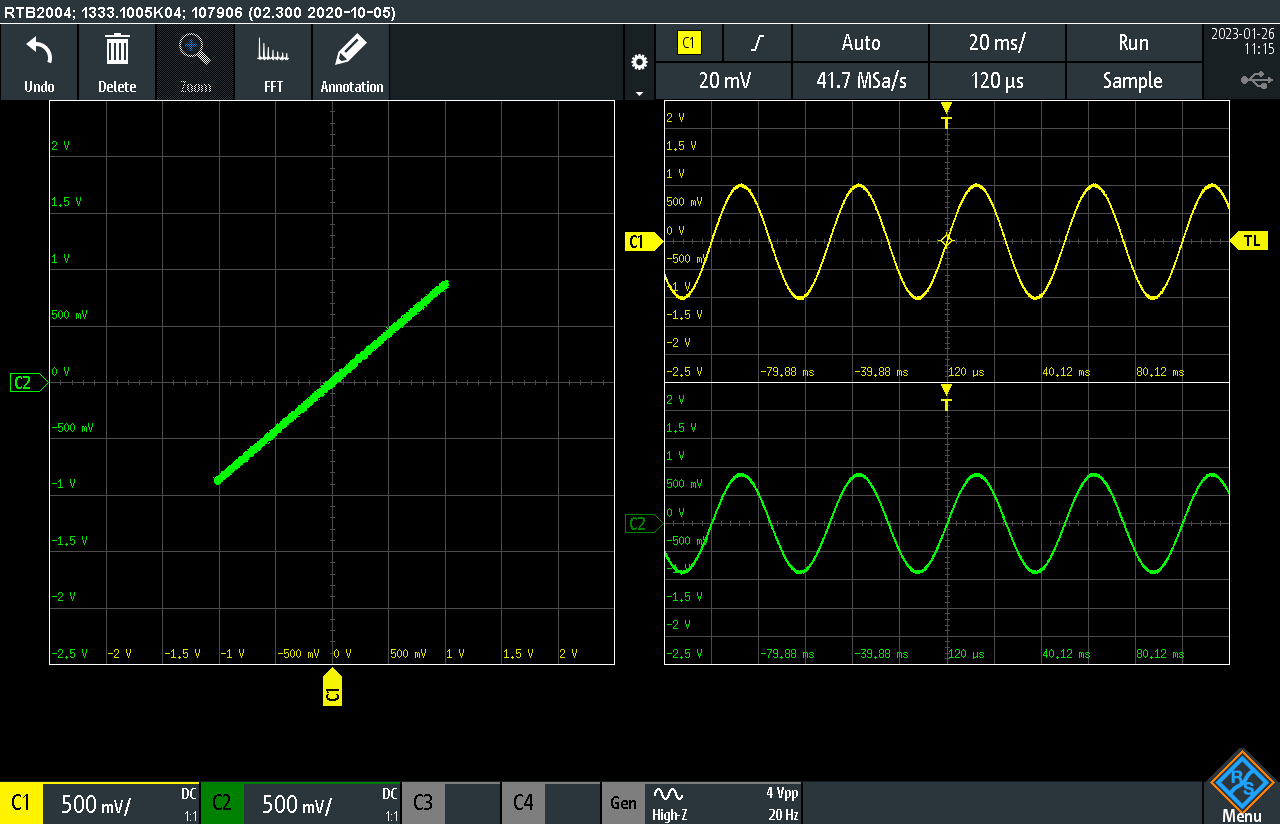 RTB2004; 1333.1005K04; 107906 (02.300 2020-10-05)
Undo Delete Zoom FFT Annotation
C1 Auto 20 ms/ Run
20 mV 41.7 MSa/s 120 µs Sample
2023-01-26
11:15
2 V
1.5 V
1 V
500 mV
0 V
-500 mV
-1 V
-1.5 V
-2 V
-2.5 V -2 V -1.5 V -1 V -500 mV 0 V 500 mV 1 V 1.5 V 2 V
C2
C1
T
2 V
1.5 V
1 V
500 mV
0 V
-500 mV
-1 V
-1.5 V
-2 V
-2.5 V -79.88 ms -39.88 ms 120 µs 40.12 ms 80.12 ms
C1
TL
T
2 V
1.5 V
1 V
500 mV
0 V
-500 mV
-1 V
-1.5 V
-2 V
-2.5 V -79.88 ms -39.88 ms 120 µs 40.12 ms 80.12 ms
C2
C1 500 mV/ DC 1:1
C2 500 mV/ DC 1:1
C3
C4
Gen High-Z 4 Vpp 20 Hz
R&S
Menu